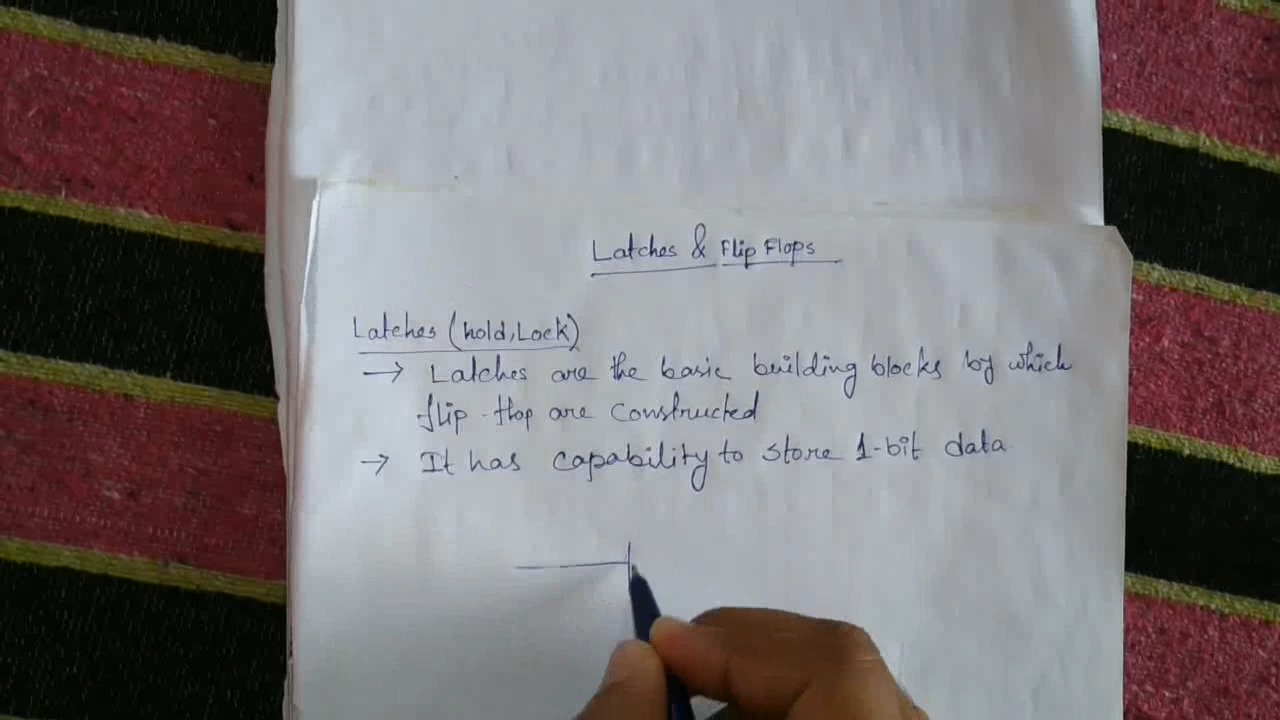 Latches & Flip Flops
Latches (hold, Lock)
→ Latches are the basic building blocks by which
flip-flop are constructed
→ It has capability to store 1-bit data